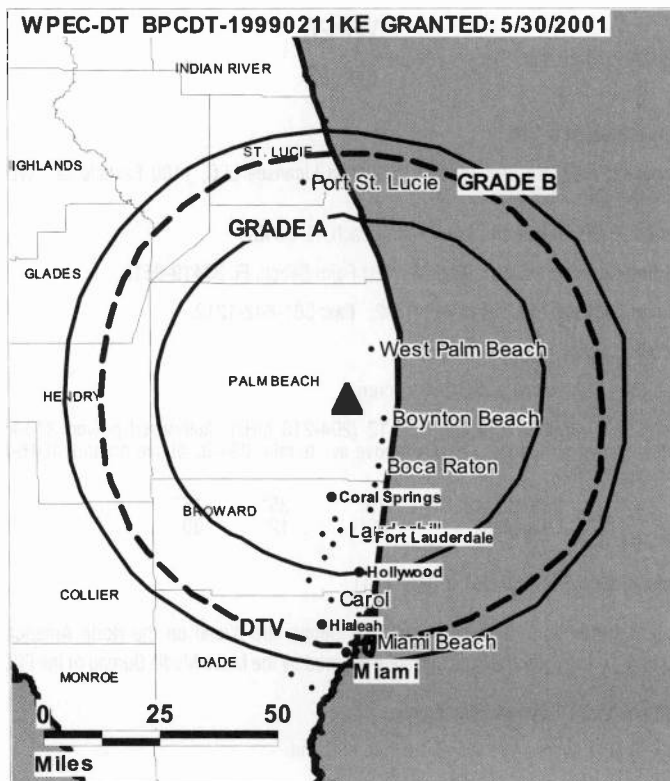 WPEC-DT BPCDT-19990211KE GRANTED: 5/30/2001
INDIAN RIVER
ST. LUCIE
HIGHLANDS
Port St. Lucie
GRADE B
GRADE A
GLADES
West Palm Beach
PALM BEACH
HENDRY
Boynton Beach
Boca Raton
Coral Springs
BROWARD
Lauderhill
Fort Lauderdale
Hollywood
COLLIER
Carol
DTV
Hialeah
Miami Beach
DADE
Miami
MONROE
0 25 50
Miles